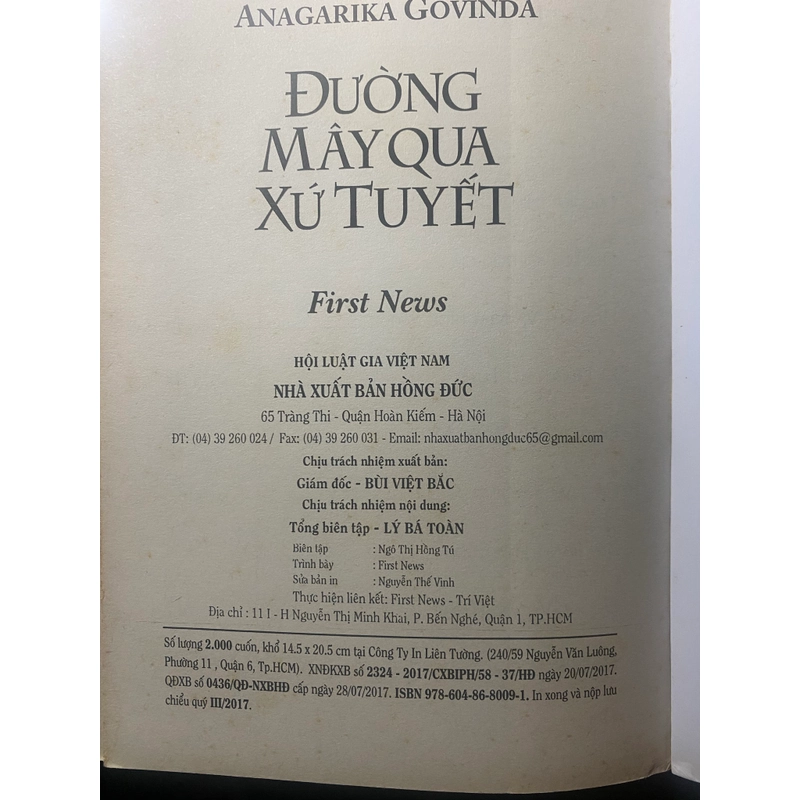 ANAGARIKA GOVINDA
ĐƯỜNG
MÂY QUA
XỨ TUYẾT
First News
HỘI LUẬT GIA VIỆT NAM
NHÀ XUẤT BẢN HỒNG ĐỨC
65 Tràng Thi - Quận Hoàn Kiếm - Hà Nội
ĐT: (04) 39 260 024 / Fax: (04) 39 260 031 - Email: nhaxuatbanhongduc65@gmail.com
Chịu trách nhiệm xuất bản:
Giám đốc - BÙI VIỆT BẮC
Chịu trách nhiệm nội dung:
Tổng biên tập - LÝ BÁ TOÀN
Biên tập : Ngô Thị Hồng Tú
Trình bày : First News
Sửa bản in : Nguyễn Thế Vinh
Thực hiện liên kết: First News - Trí Việt
Địa chỉ : 11 I - H Nguyễn Thị Minh Khai, P. Bến Nghé, Quận 1, TP.HCM
Số lượng 2.000 cuốn, khổ 14.5 x 20.5 cm tại Công Ty In Liên Tường. (240/59 Nguyễn Văn Luông,
Phường 11 , Quận 6, Tp.HCM). XNĐKXB số 2324 - 2017/CXBIPH/58 - 37/HĐ ngày 20/07/2017.
QĐXB số 0436/QĐ-NXBHĐ cấp ngày 28/07/2017. ISBN 978-604-86-8009-1. In xong và nộp lưu
chiểu quý III/2017.